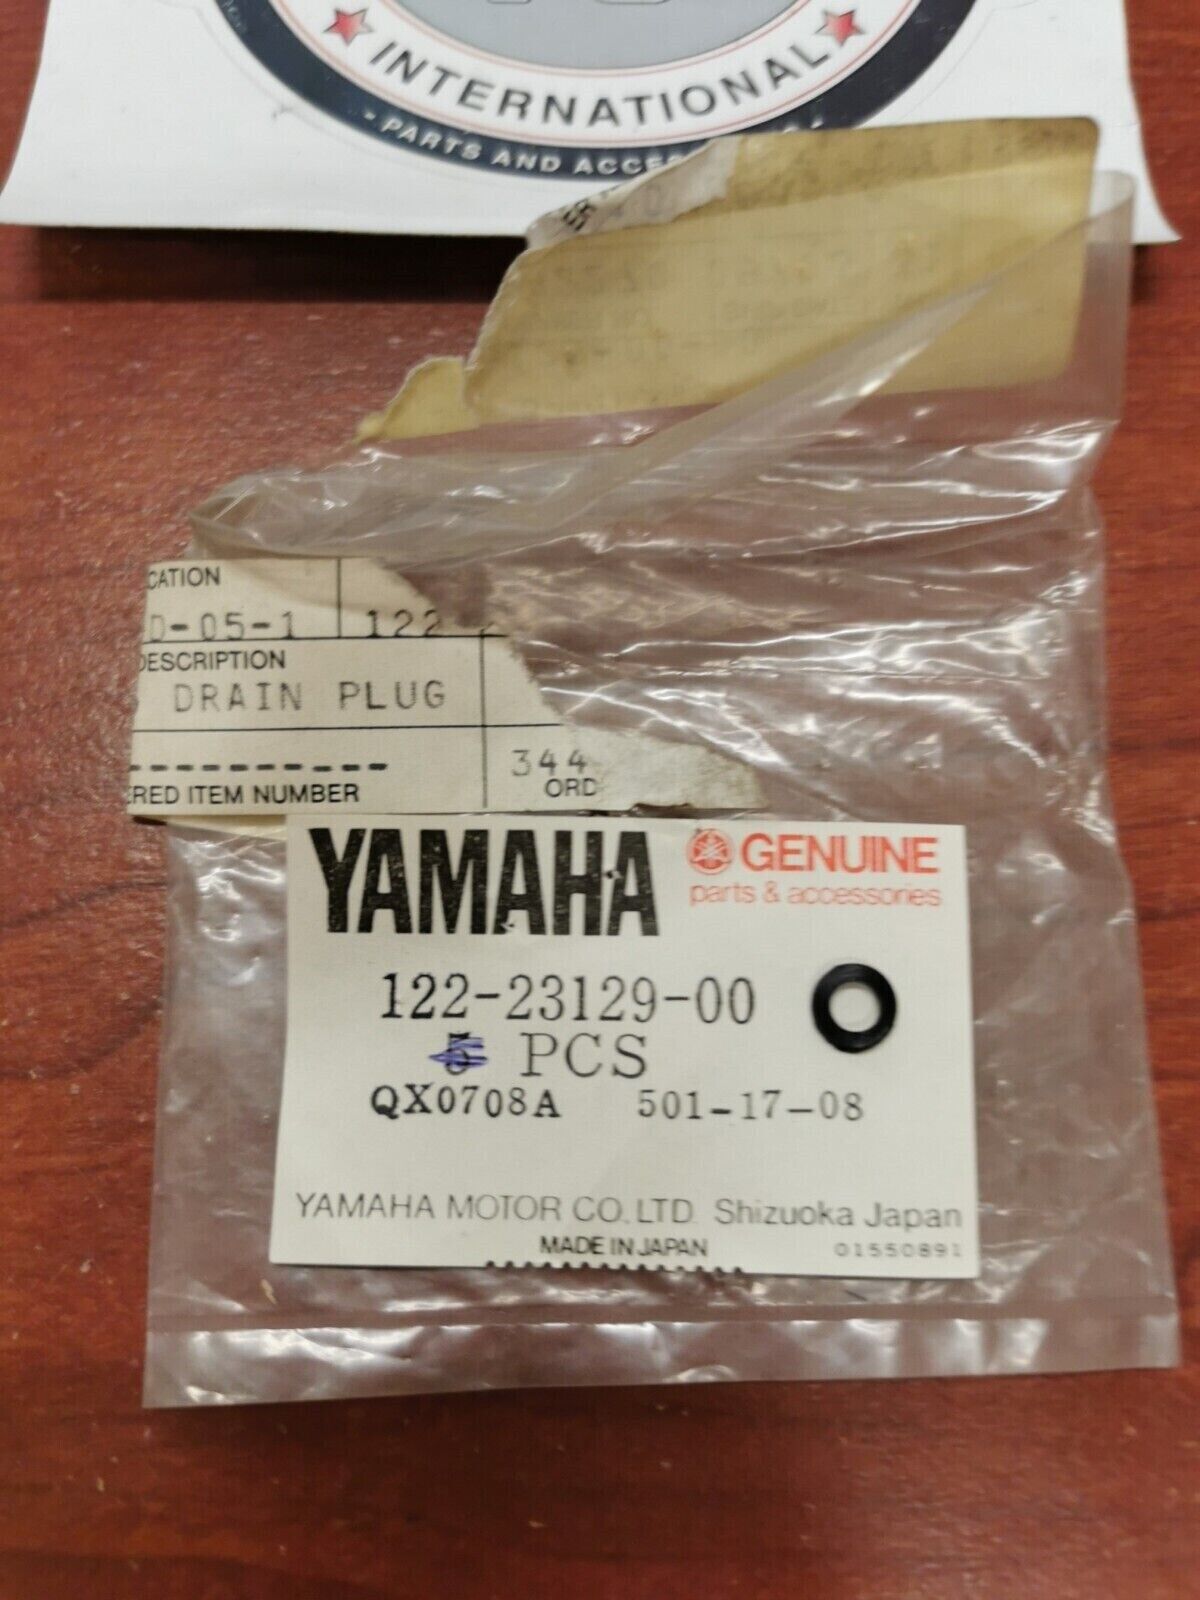 INTERNATIONAL
- PARTS AND
CATION
D-05-1 122
DESCRIPTION
DRAIN PLUG
---------
344
ERED ITEM NUMBER
ORD
YAMAHA
GENUINE
parts & accessories
122-23129-00
5 PCS
QX0708A 501-17-08
YAMAHA MOTOR CO., LTD. Shizuoka Japan
MADE IN JAPAN
01550891